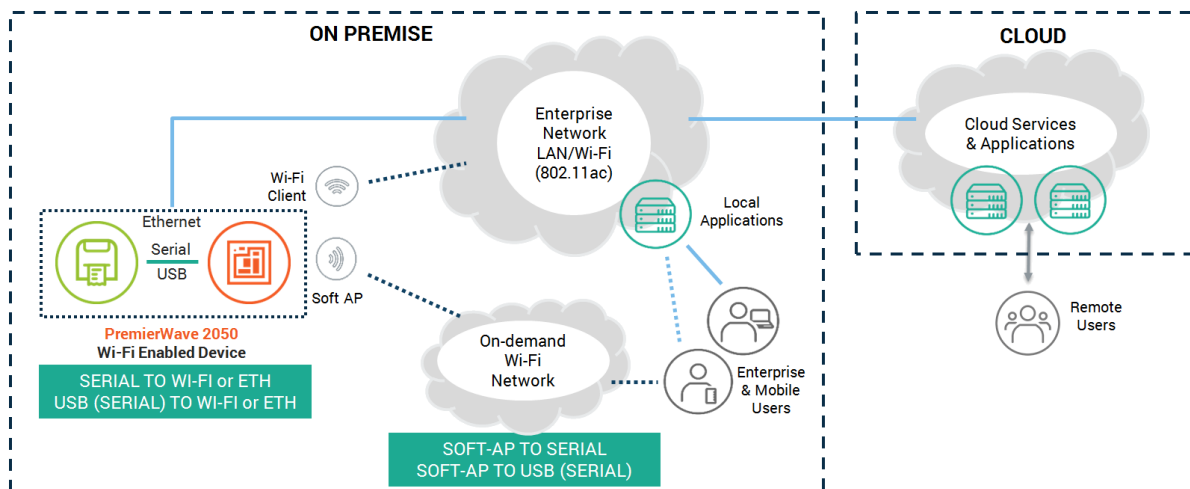 ON PREMISE
CLOUD
Enterprise
Network
LAN/Wi-Fi
(802.11ac)
Cloud Services
& Applications
Wi-Fi
Client
Local
Applications
Ethernet
Serial
USB
Soft AP
Remote
Users
PremierWave 2050
Wi-Fi Enabled Device
On-demand
Wi-Fi
Network
Enterprise
& Mobile
Users
SERIAL TO WI-FI or ETH
USB (SERIAL) TO WI-FI or ETH
SOFT-AP TO SERIAL
SOFT-AP TO USB (SERIAL)